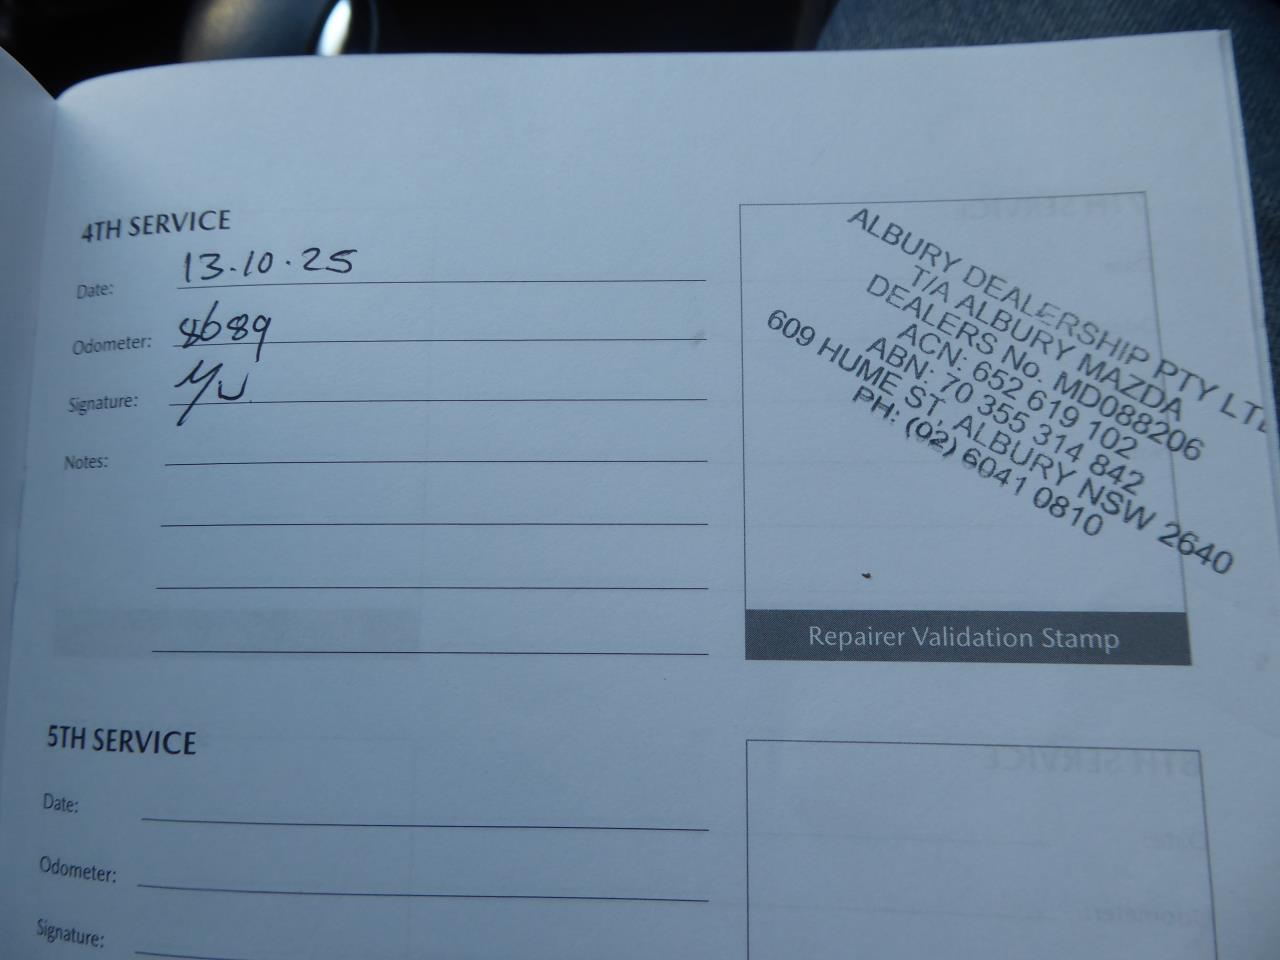 4TH SERVICE
Date: 13.10.25
Odometer: 8689
Signature:
Notes:
ALBURY DEALERSHIP PTY LTD
T/A ALBURY MAZDA
DEALERS No. MD088206
ACN: 652 619 102
ABN: 70 355 314 842
609 HUME ST, ALBURY NSW 2640
PH: (02) 6041 0810
Repairer Validation Stamp
5TH SERVICE
Date:
Odometer:
Signature: